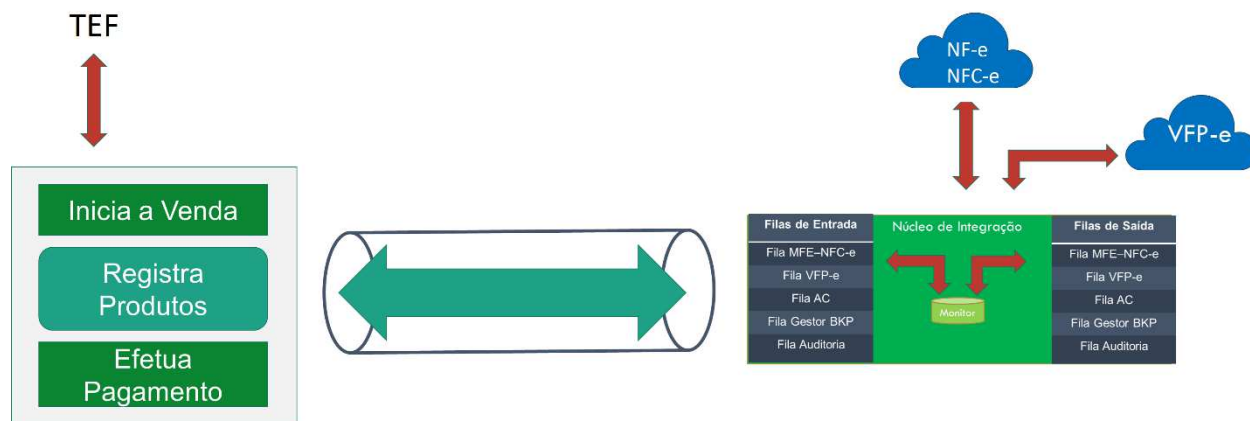 TEF
Inicia a Venda
Registra
Produtos
Efetua
Pagamento
NF-e
NFC-e
VFP-e
Filas de Entrada
Fila MFE–NFC-e
Fila VFP-e
Fila AC
Fila Gestor BKP
Fila Auditoria
Núcleo de Integração
Monitor
Filas de Saída
Fila MFE–NFC-e
Fila VFP-e
Fila AC
Fila Gestor BKP
Fila Auditoria